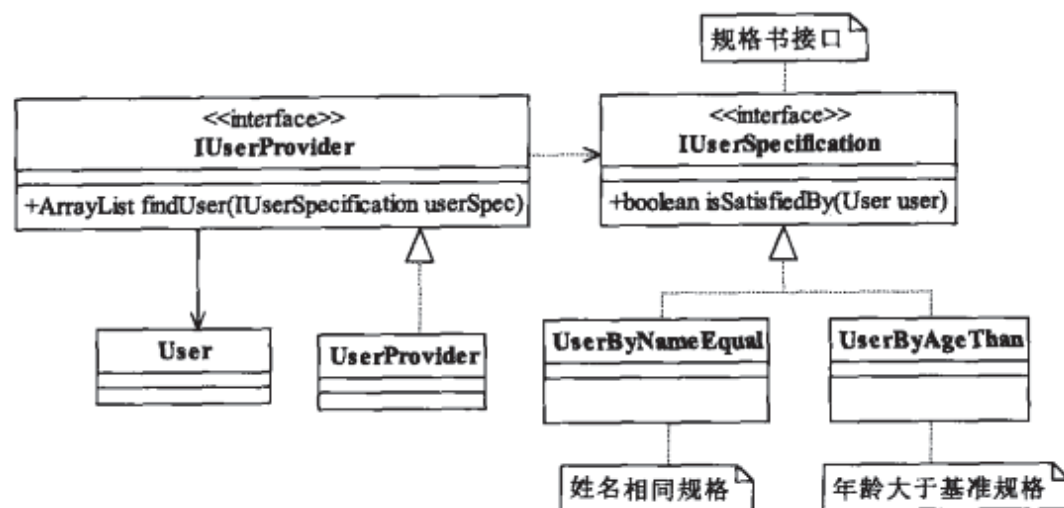 规格书接口
<<interface>>
IUserProvider
+ArrayList findUser(IUserSpecification userSpec)
<<interface>>
IUserSpecification
+boolean isSatisfiedBy(User user)
User
UserProvider
UserByNameEqual
UserByAgeThan
姓名相同规格
年龄大于基准规格